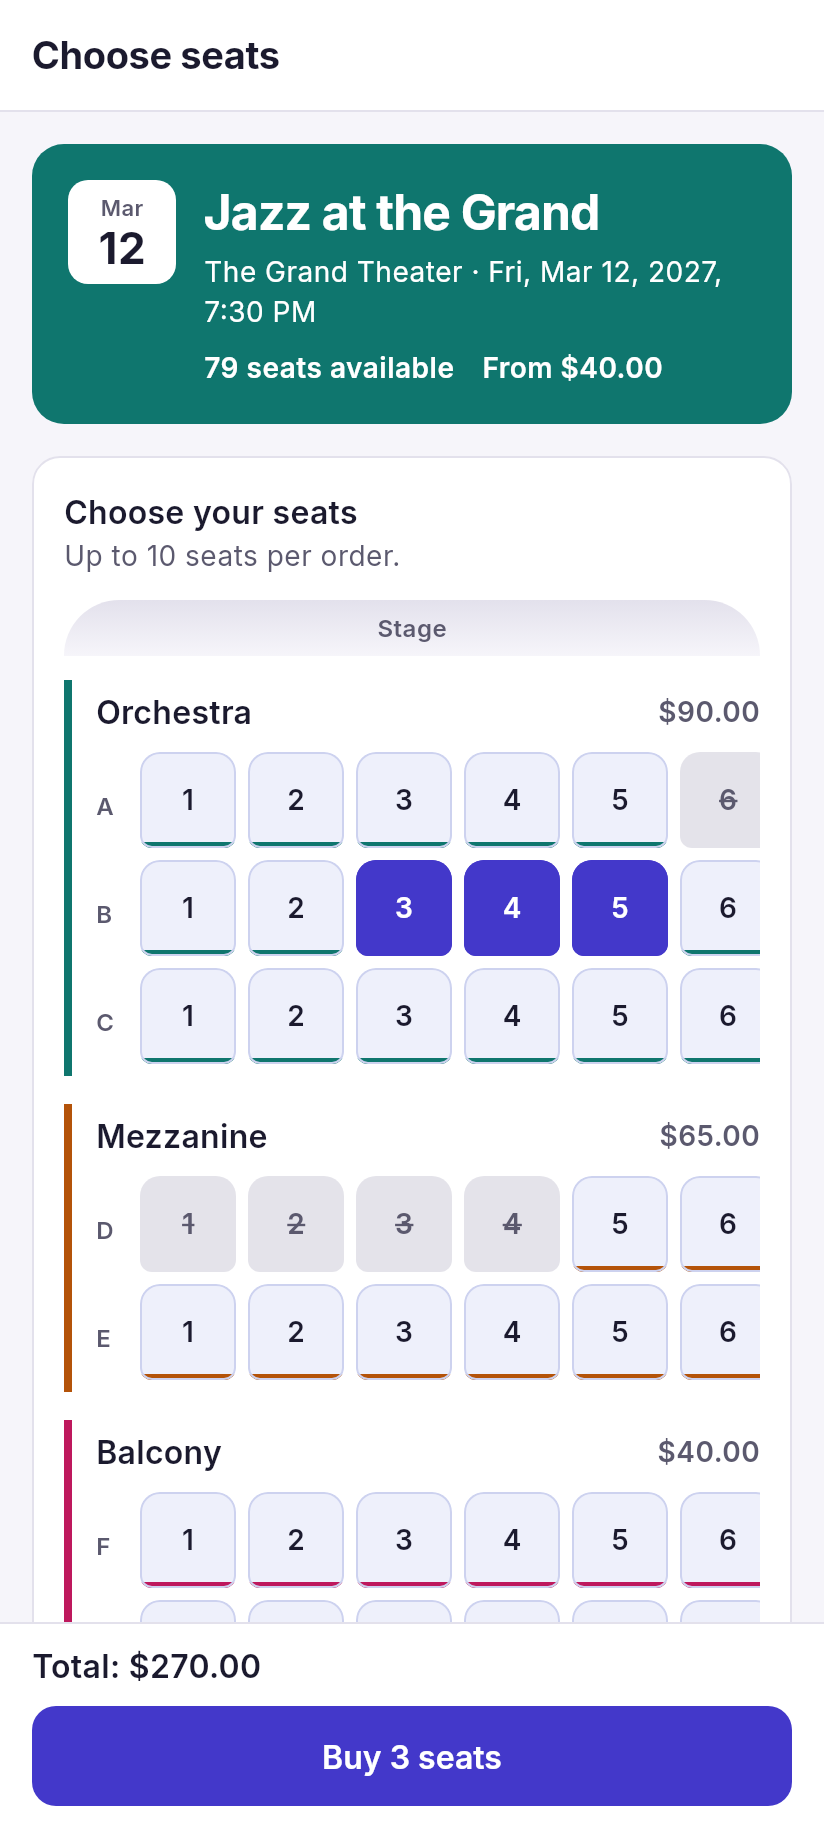 Choose seats
Mar
12
Jazz at the Grand
The Grand Theater · Fri, Mar 12, 2027,
7:30 PM
79 seats available From $40.00
Choose your seats
Up to 10 seats per order.
Stage
Orchestra $90.00
A 1 2 3 4 5 6
B 1 2 3 4 5 6
C 1 2 3 4 5 6
Mezzanine $65.00
D 1 2 3 4 5 6
E 1 2 3 4 5 6
Balcony $40.00
F 1 2 3 4 5 6
Total: $270.00
Buy 3 seats